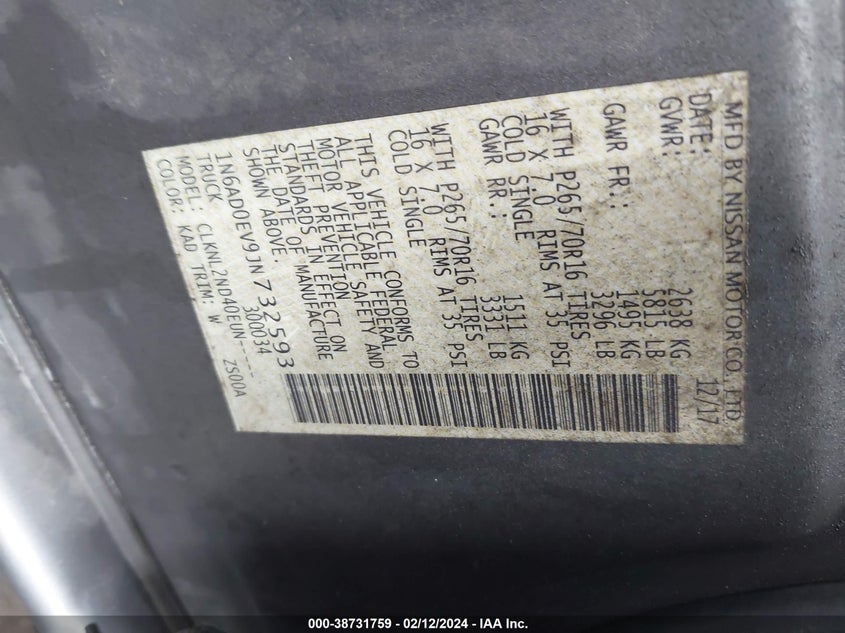 MFD BY NISSAN MOTOR CO., LTD
DATE: 12/17
GVWR: 2638 KG
5815 LB
GAWR FR.: 1495 KG
3296 LB
WITH P265/70R16 TIRES
16 X 7.0 RIMS AT 35 PSI
COLD SINGLE
GAWR RR.: 1511 KG
3331 LB
WITH P265/70R16 TIRES
16 X 7.0 RIMS AT 35 PSI
COLD SINGLE
THIS VEHICLE CONFORMS TO
ALL APPLICABLE FEDERAL
MOTOR VEHICLE SAFETY AND
THEFT PREVENTION
STANDARDS IN EFFECT ON
THE DATE OF MANUFACTURE
SHOWN ABOVE.
1N6AD0EV9JN732593
TRUCK 300034
MODEL: CLKNL2ND40EUN-----
COLOR: KAD TRIM: W ZS00A
000-38731759 - 02/12/2024 - IAA Inc.